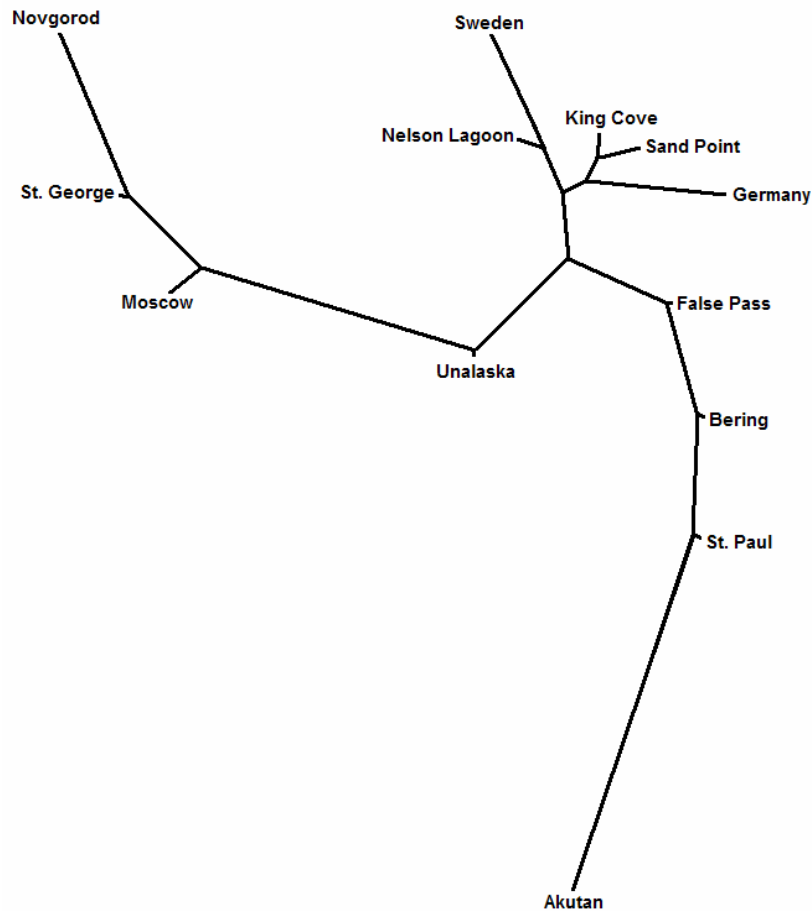 Novgorod
Sweden
King Cove
Nelson Lagoon
Sand Point
St. George
Germany
Moscow
False Pass
Unalaska
Bering
St. Paul
Akutan